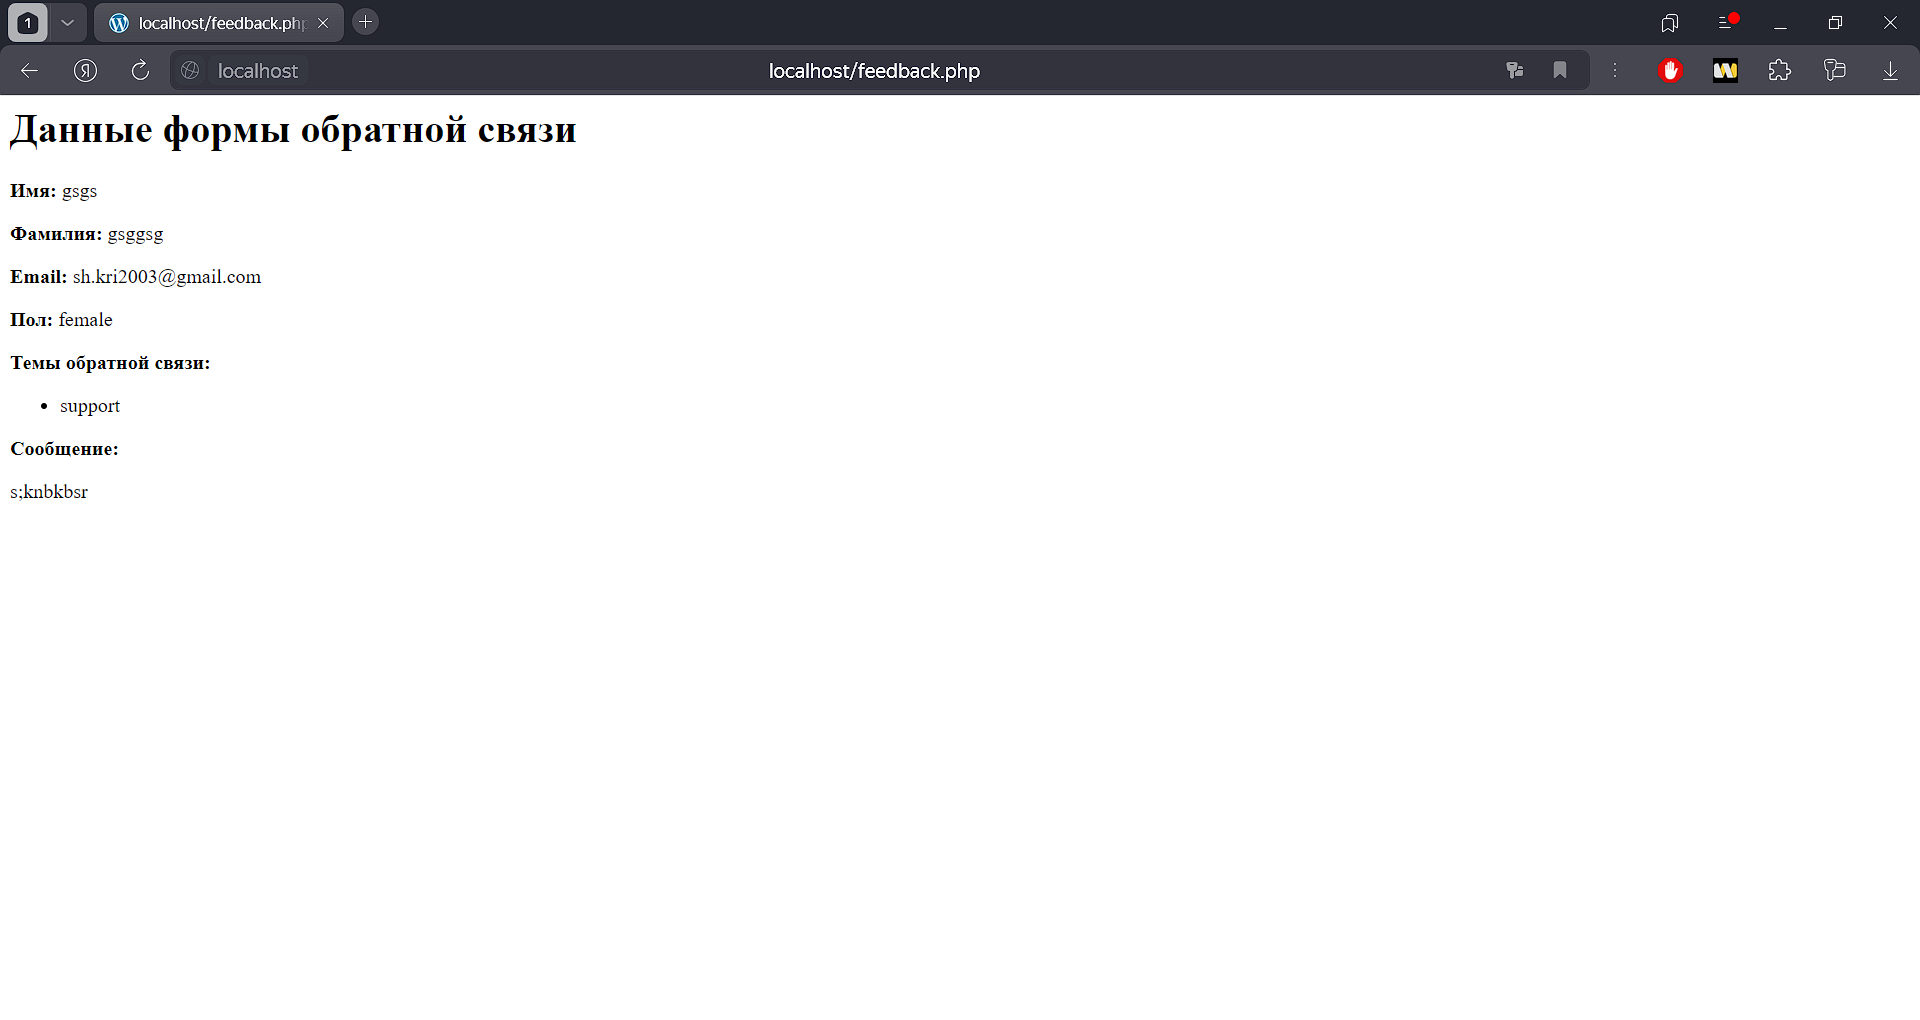 1
localhost/feedback.php
Я
localhost
localhost/feedback.php
Данные формы обратной связи
Имя: gsgs
Фамилия: gsggsg
Email: sh.kri2003@gmail.com
Пол: female
Темы обратной связи:
• support
Сообщение:
s;knbkbsr